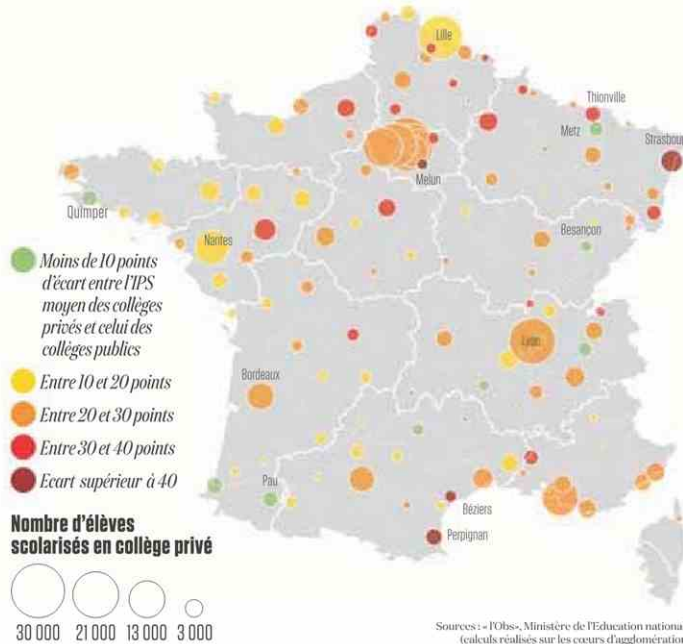 Lille
Thionville
Metz
Strasbour
Melun
Quimper
Nantes
Besançon
Moins de 10 points
d'écart entre l'IPS
moyen des collèges
privés et celui des
collèges publics
Entre 10 et 20 points
Lyon
Bordeaux
Entre 20 et 30 points
Entre 30 et 40 points
Ecart supérieur à 40
Pau
Béziers
Perpignan
Nombre d'élèves
scolarisés en collège privé
30 000 21 000 13 000 3 000
Sources : « l'Obs », Ministère de l'Education nationa
(calculs réalisés sur les cœurs d'agglomération